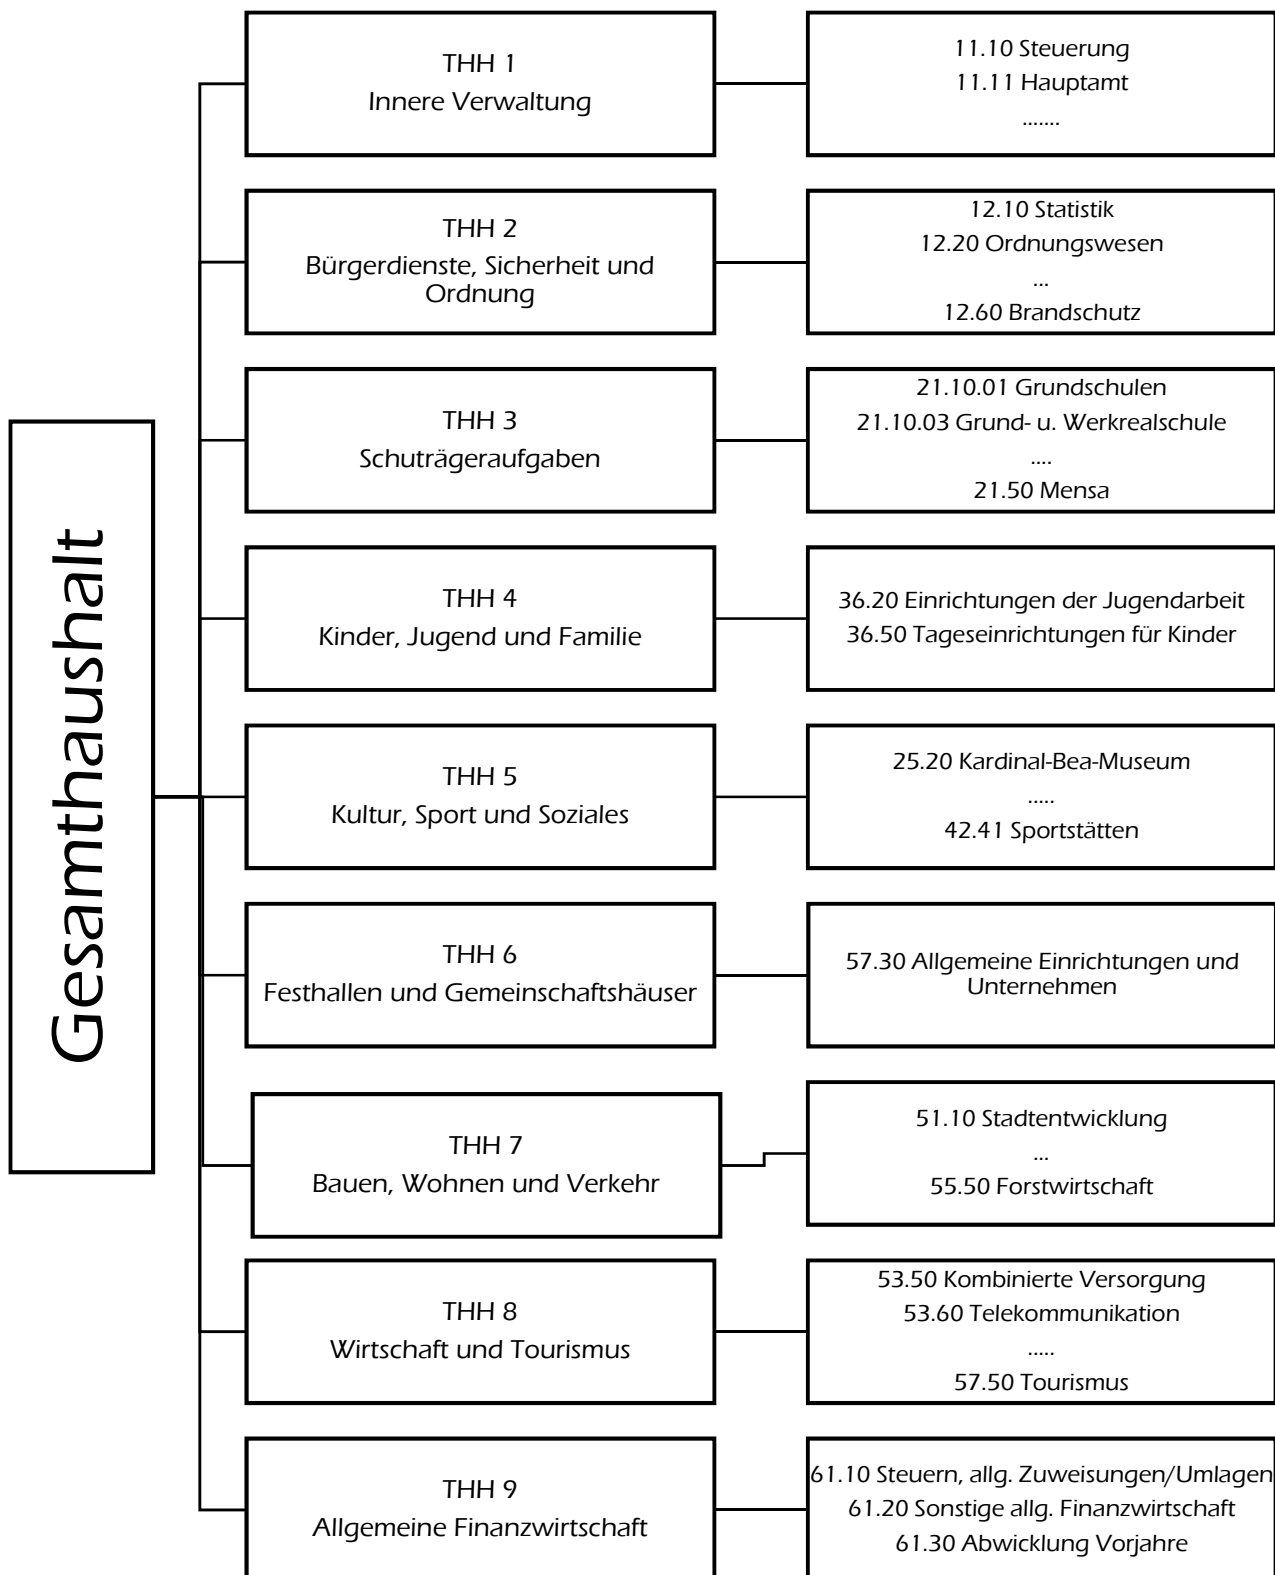 Gesamthaushalt
THH 1
Innere Verwaltung
11.10 Steuerung
11.11 Hauptamt
.......
THH 2
Bürgerdienste, Sicherheit und
Ordnung
12.10 Statistik
12.20 Ordnungswesen
...
12.60 Brandschutz
THH 3
Schuträgeraufgaben
21.10.01 Grundschulen
21.10.03 Grund- u. Werkrealschule
....
21.50 Mensa
THH 4
Kinder, Jugend und Familie
36.20 Einrichtungen der Jugendarbeit
36.50 Tageseinrichtungen für Kinder
THH 5
Kultur, Sport und Soziales
25.20 Kardinal-Bea-Museum
.....
42.41 Sportstätten
THH 6
Festhallen und Gemeinschaftshäuser
57.30 Allgemeine Einrichtungen und
Unternehmen
THH 7
Bauen, Wohnen und Verkehr
51.10 Stadtentwicklung
...
55.50 Forstwirtschaft
THH 8
Wirtschaft und Tourismus
53.50 Kombinierte Versorgung
53.60 Telekommunikation
.....
57.50 Tourismus
THH 9
Allgemeine Finanzwirtschaft
61.10 Steuern, allg. Zuweisungen/Umlagen
61.20 Sonstige allg. Finanzwirtschaft
61.30 Abwicklung Vorjahre